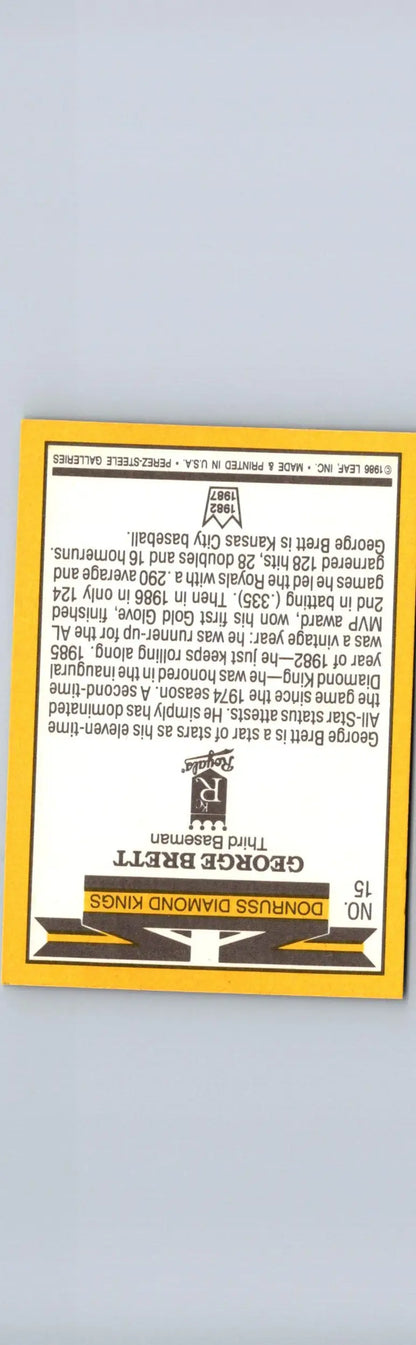 NO.
15
DONRUSS DIAMOND KINGS
GEORGE BRETT
Third Baseman
KC
R
Royals
George Brett is a star of stars as his eleven-time
All-Star status attests. He simply has dominated
the game since the 1974 season. A second-time
Diamond King—he was honored in the inaugural
year of 1982—he just keeps rolling along. 1985
was a vintage year: he was runner-up for the AL
MVP award, won his first Gold Glove, finished
2nd in batting (.335). Then in 1986 in only 124
games he led the Royals with a .290 average and
garnered 128 hits, 28 doubles and 16 homeruns.
George Brett is Kansas City baseball.
1982
1987
©1986 LEAF, INC. • MADE & PRINTED IN U.S.A. • PEREZ-STEELE GALLERIES